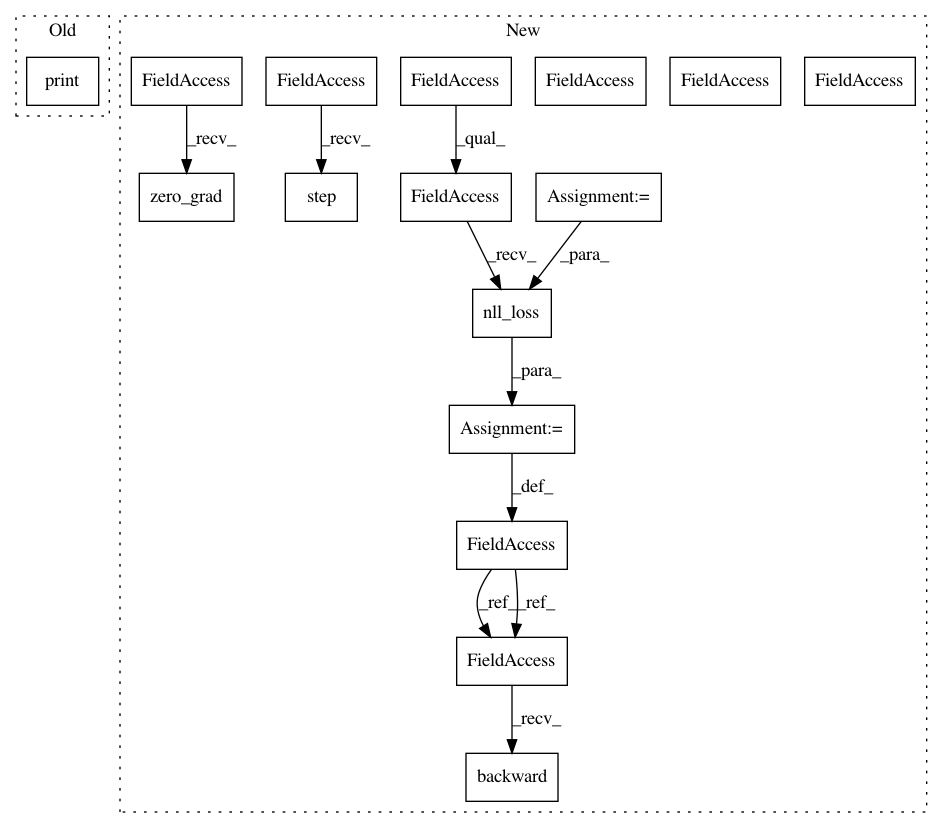 Old
New
print
FieldAccess
FieldAccess
FieldAccess
FieldAccess
FieldAccess
FieldAccess
_recv_
_recv_
_qual_
zero_grad
step
FieldAccess
Assignment:=
_recv_
_para_
nll_loss
_para_
Assignment:=
_def_
FieldAccess
_ref_
_ref_
FieldAccess
_recv_
backward